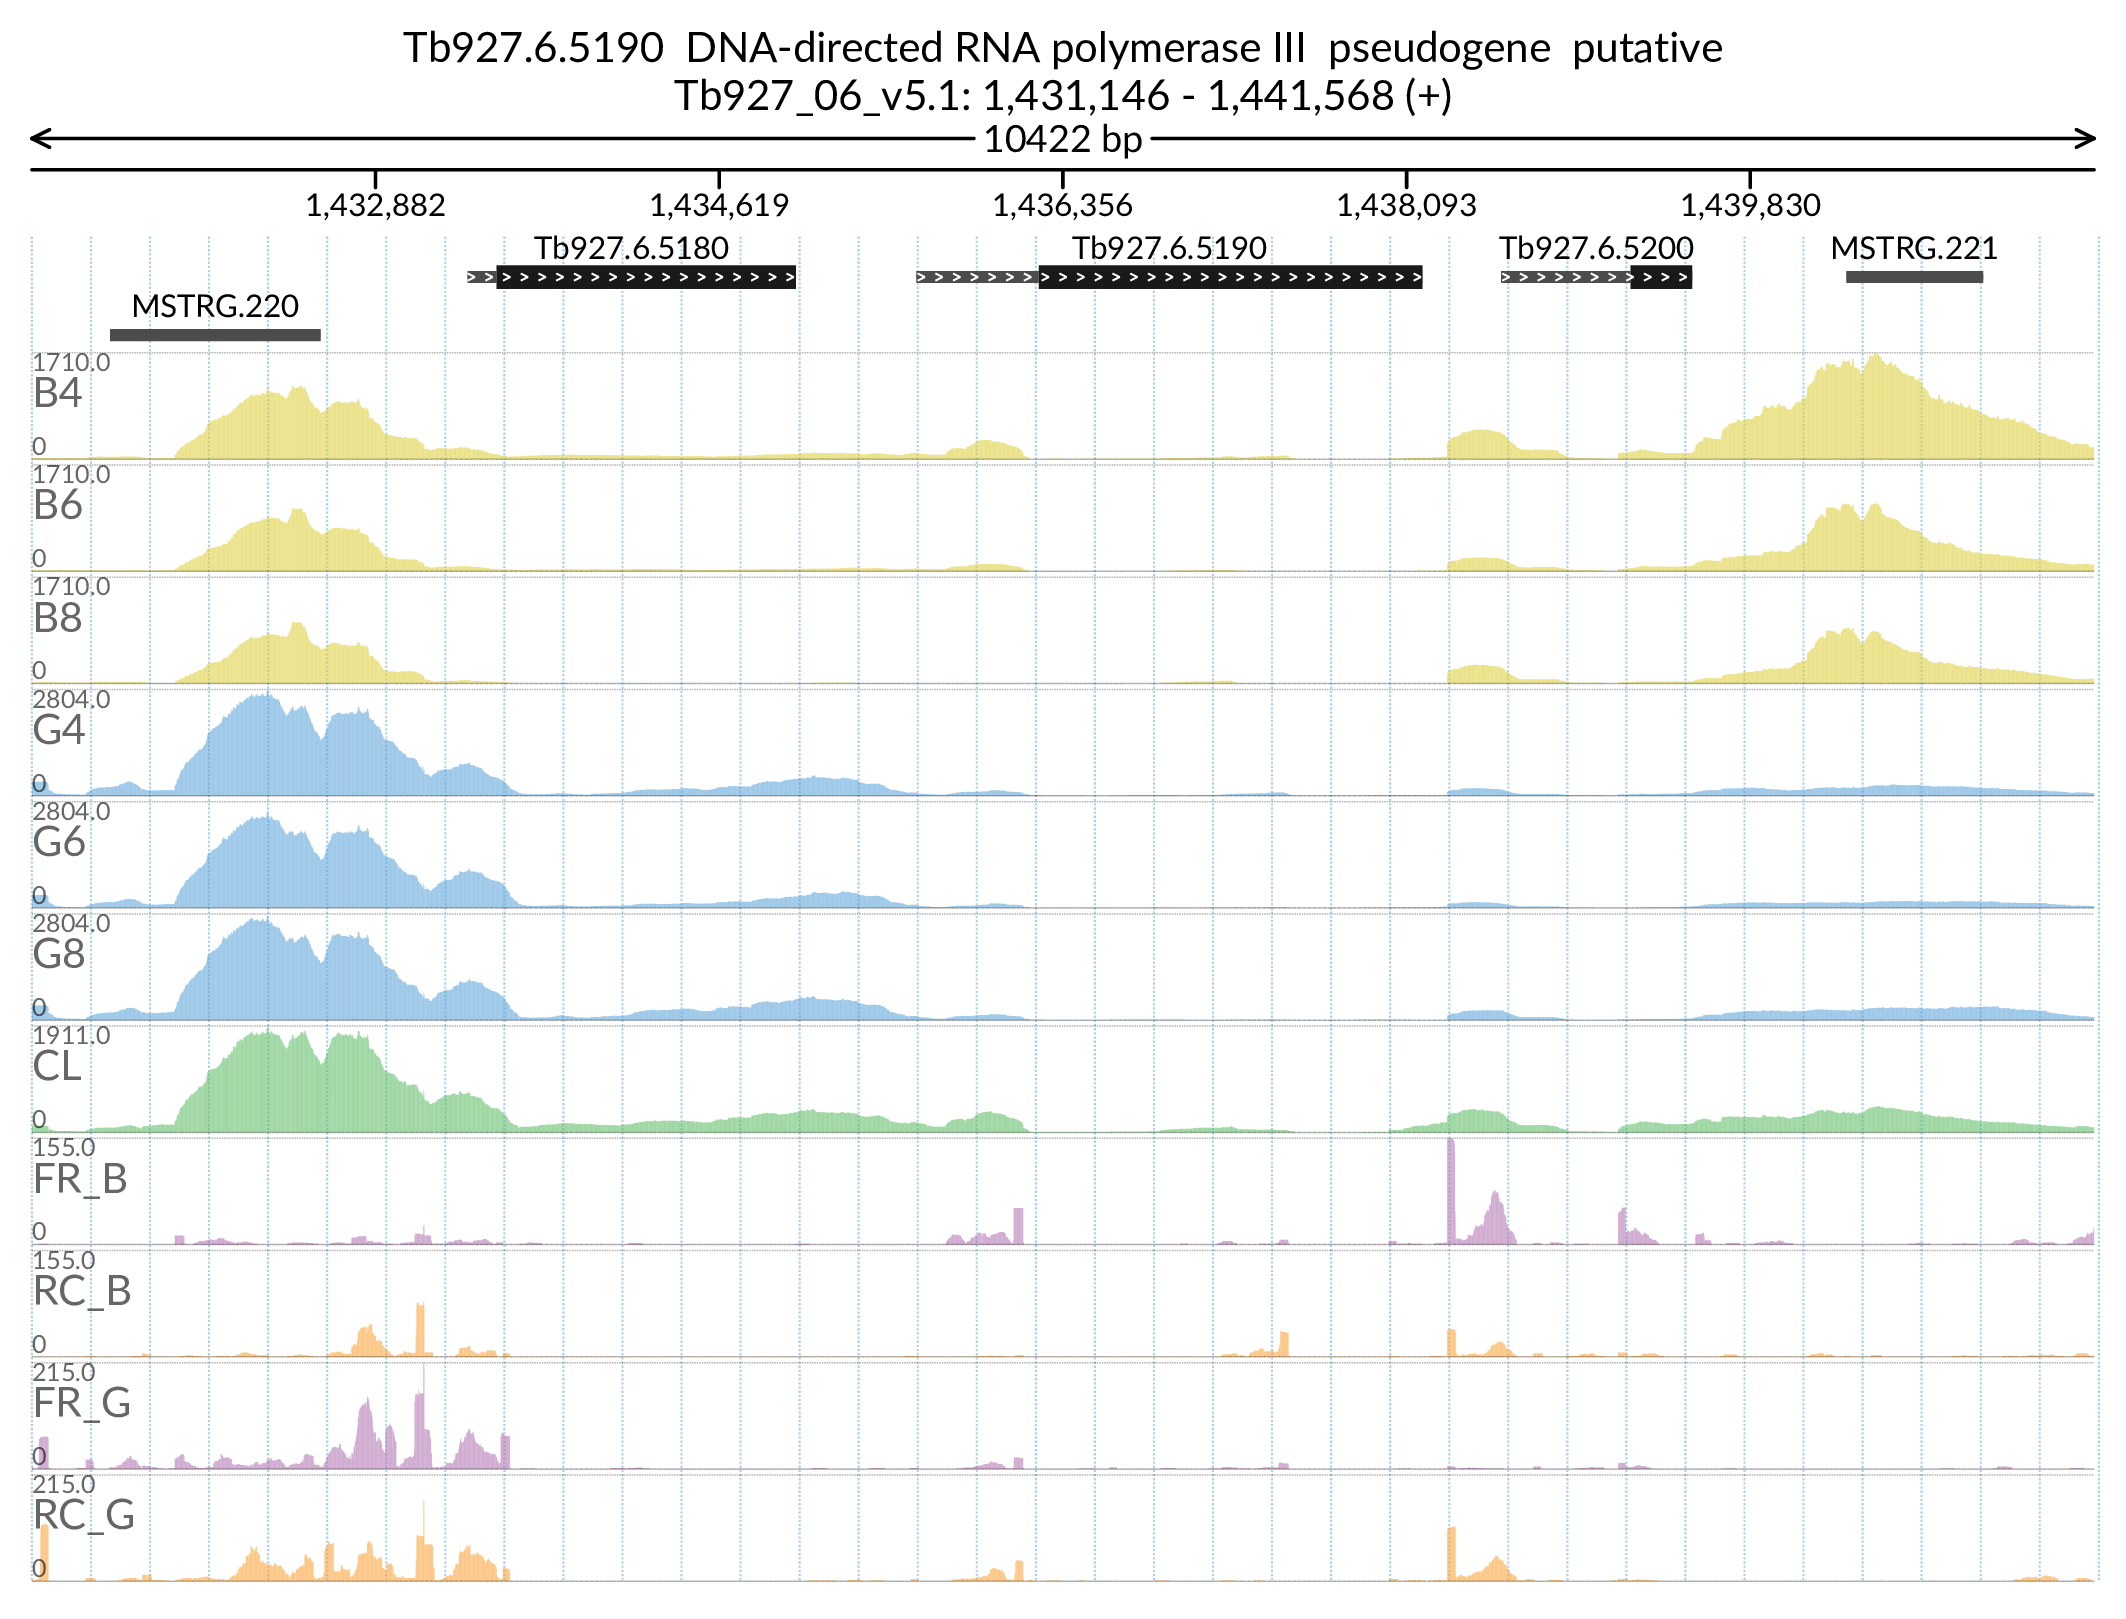 Tb927.6.5190 DNA-directed RNA polymerase III pseudogene putative
Tb927_06_v5.1: 1,431,146 - 1,441,568 (+)
10422 bp
1,432,882 1,434,619 1,436,356 1,438,093 1,439,830
Tb927.6.5180 Tb927.6.5190 Tb927.6.5200 MSTRG.221
MSTRG.220
1710.0
B4
0
1710.0
B6
0
1710.0
B8
0
2804.0
G4
0
2804.0
G6
0
2804.0
G8
0
1911.0
CL
0
155.0
FR_B
0
155.0
RC_B
0
215.0
FR_G
0
215.0
RC_G
0